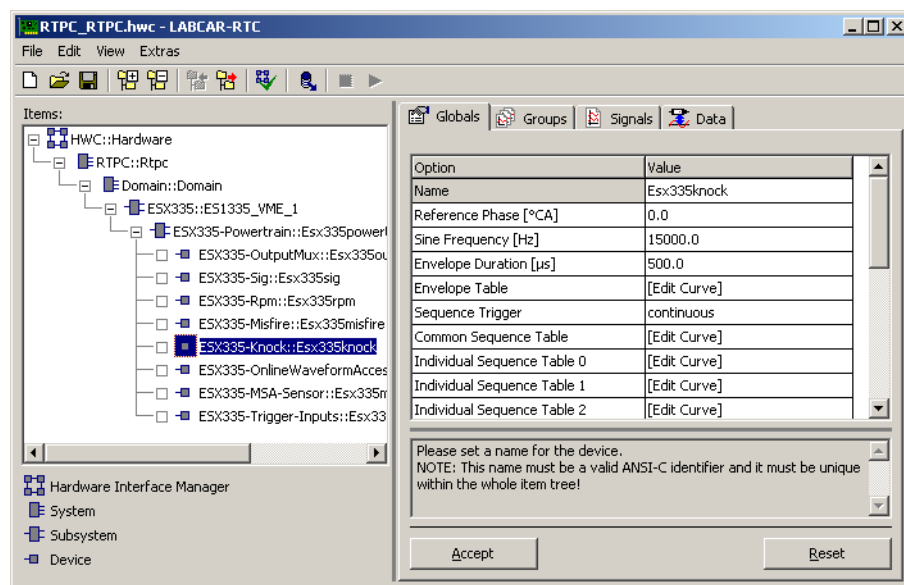 RTPC_RTPC.hwc - LABCAR-RTC
File Edit View Extras
Items:
HWC::Hardware
RTPC::Rtpc
Domain::Domain
ESX335::ES1335_VME_1
ESX335-Powertrain::Esx335powert
ESX335-OutputMux::Esx335ou
ESX335-Sig::Esx335sig
ESX335-Rpm::Esx335rpm
ESX335-Misfire::Esx335misfire
ESX335-Knock::Esx335knock
ESX335-OnlineWaveformAcces
ESX335-MSA-Sensor::Esx335m
ESX335-Trigger-Inputs::Esx33
Hardware Interface Manager
System
Subsystem
Device
Globals Groups Signals Data
Option Value
Name Esx335knock
Reference Phase [°CA] 0.0
Sine Frequency [Hz] 15000.0
Envelope Duration [µs] 500.0
Envelope Table [Edit Curve]
Sequence Trigger continuous
Common Sequence Table [Edit Curve]
Individual Sequence Table 0 [Edit Curve]
Individual Sequence Table 1 [Edit Curve]
Individual Sequence Table 2 [Edit Curve]
Please set a name for the device.
NOTE: This name must be a valid ANSI-C identifier and it must be unique
within the whole item tree!
Accept Reset